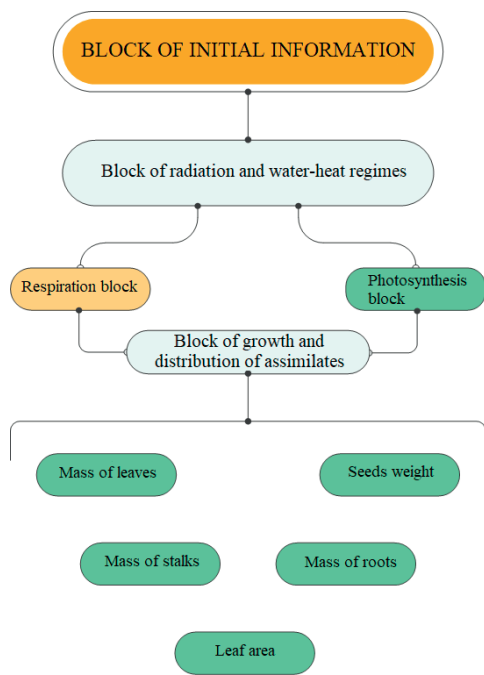 BLOCK OF INITIAL INFORMATION
Block of radiation and water-heat regimes
Respiration block
Photosynthesis
block
Block of growth and
distribution of assimilates
Mass of leaves
Seeds weight
Mass of stalks
Mass of roots
Leaf area